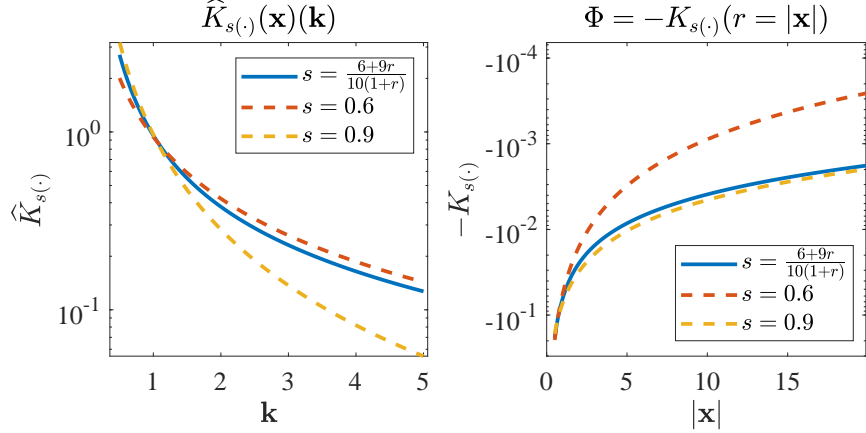 K̂_{s(·)}(𝐱)(𝐤)
10^0
10^{-1}
K̂_{s(·)}
1 2 3 4 5
𝐤
s = \frac{6+9r}{10(1+r)}
s = 0.6
s = 0.9
Φ = −K_{s(·)}(r = |𝐱|)
-10^{-4}
-10^{-3}
-10^{-2}
-10^{-1}
−K_{s(·)}
0 5 10 15
|𝐱|
s = \frac{6+9r}{10(1+r)}
s = 0.6
s = 0.9